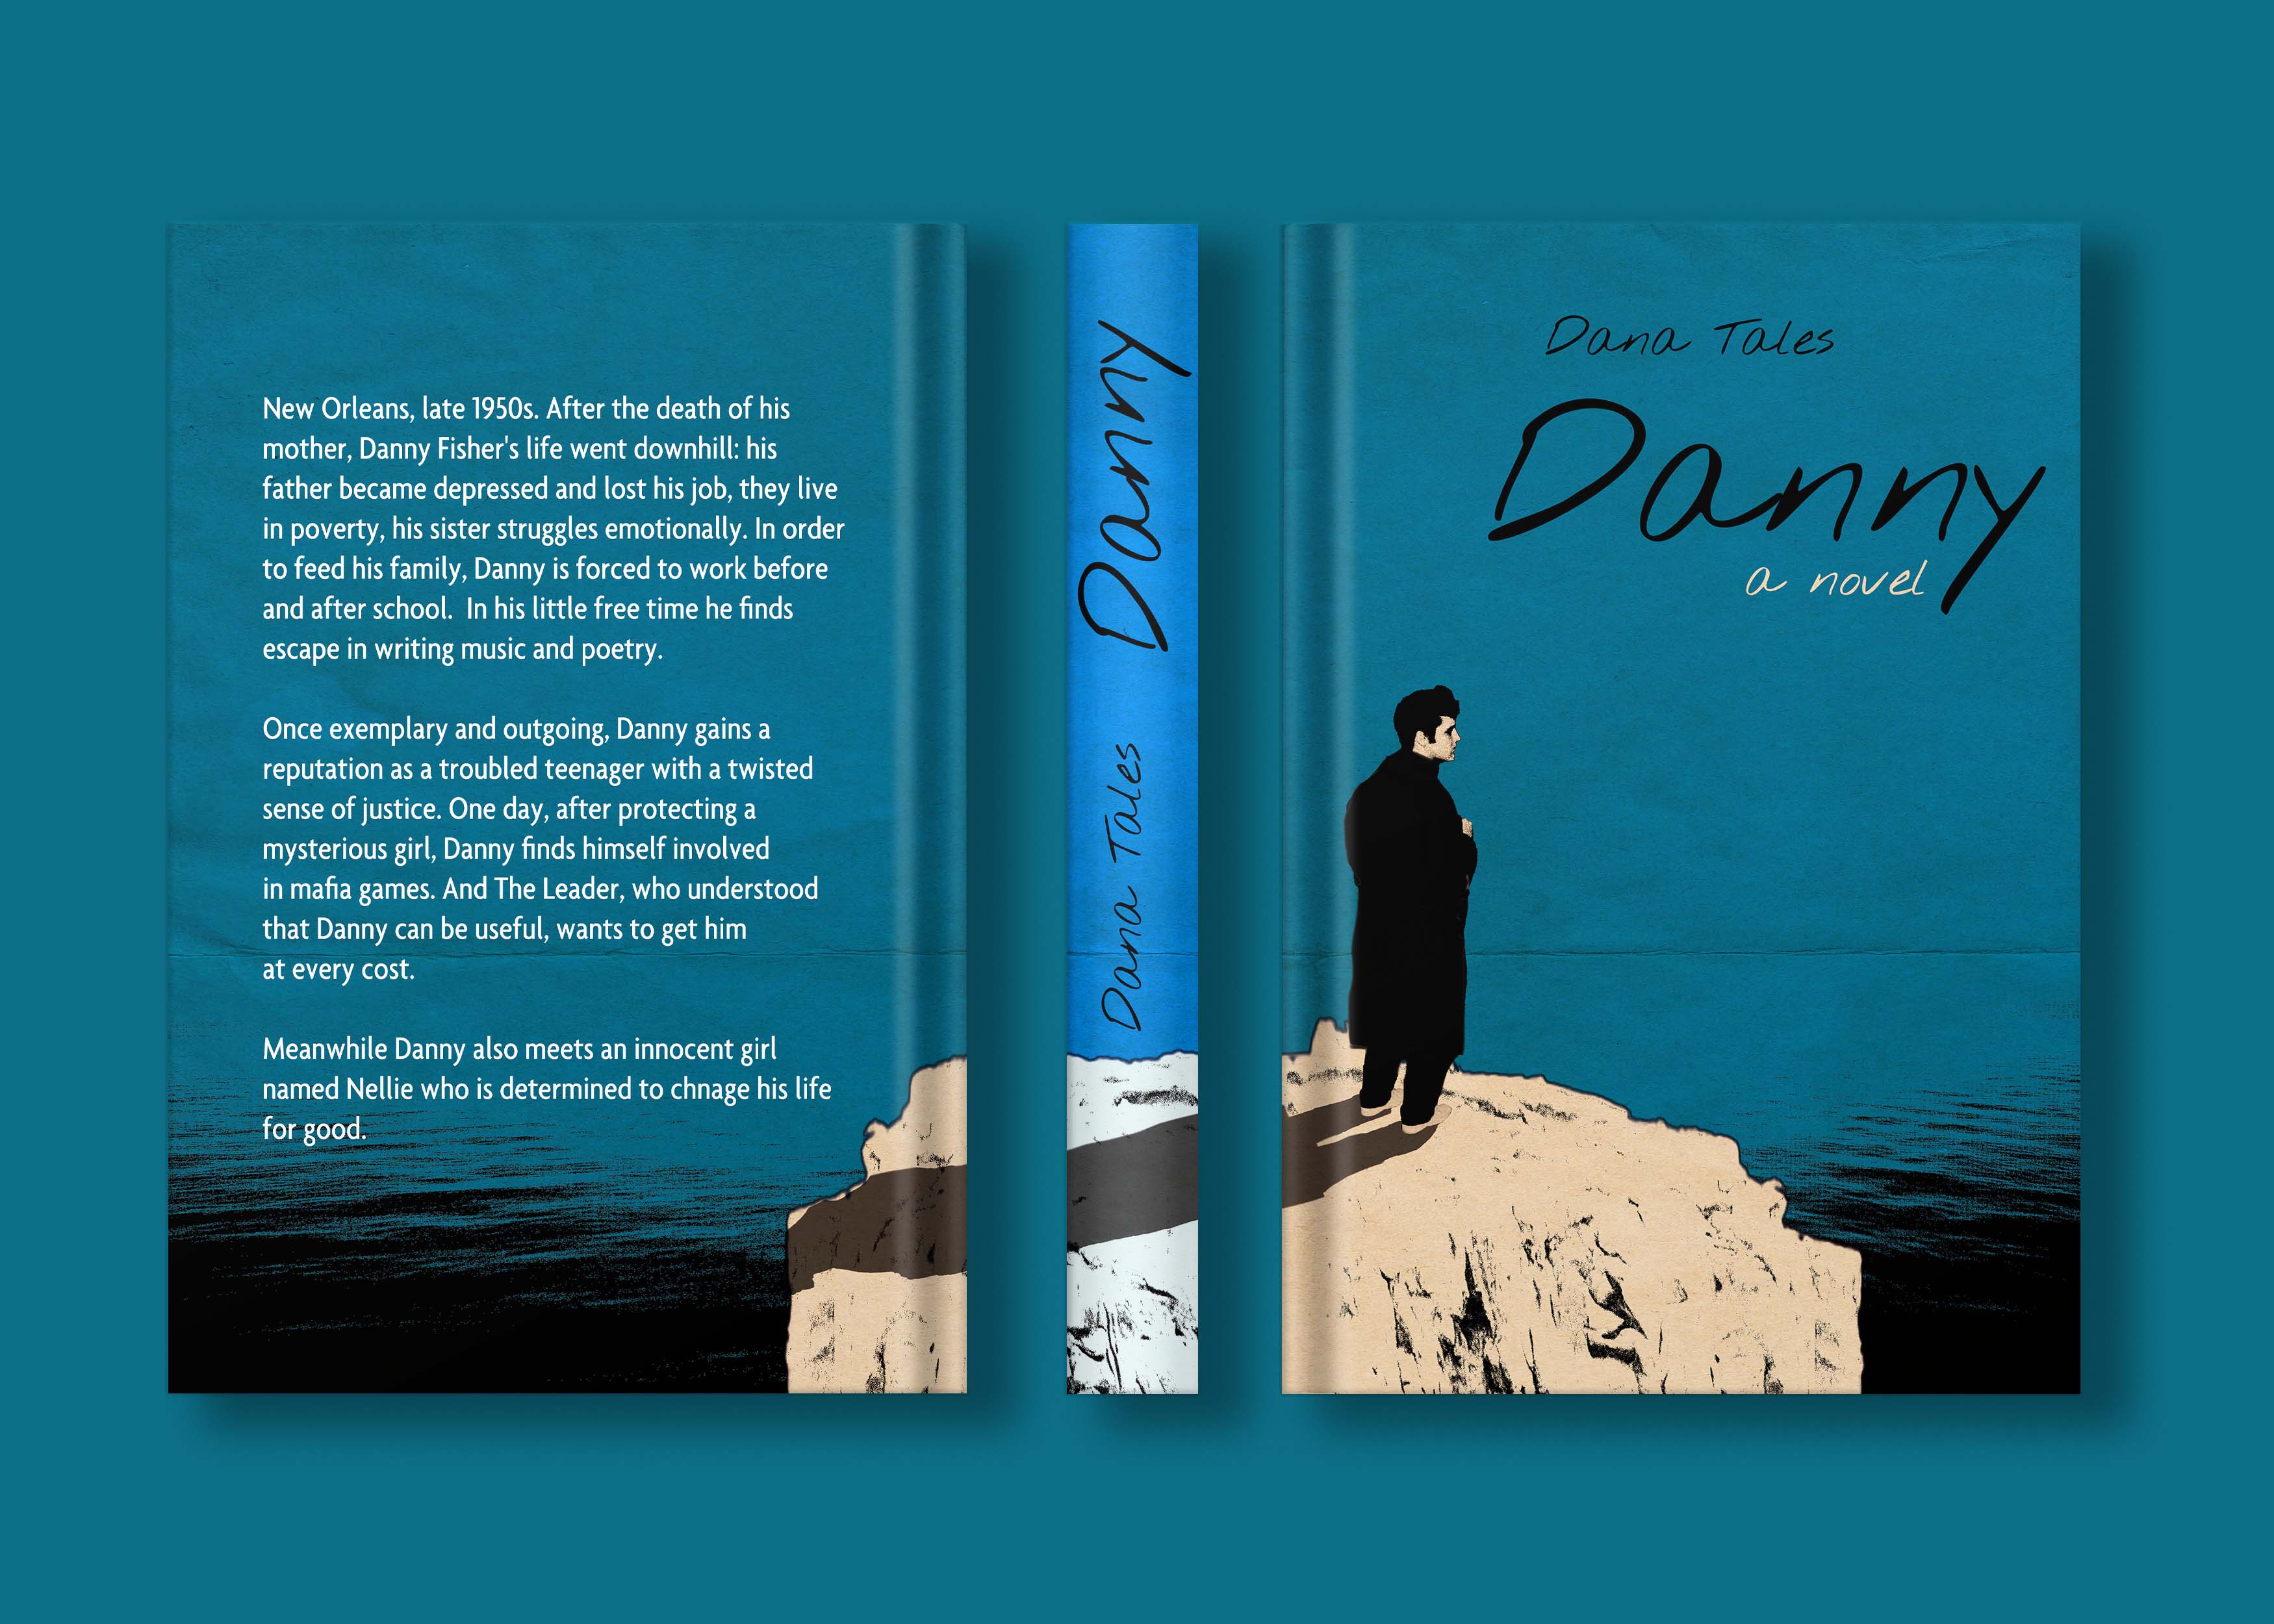 New Orleans, late 1950s. After the death of his
mother, Danny Fisher's life went downhill: his
father became depressed and lost his job, they live
in poverty, his sister struggles emotionally. In order
to feed his family, Danny is forced to work before
and after school.  In his little free time he finds
escape in writing music and poetry.
Once exemplary and outgoing, Danny gains a
reputation as a troubled teenager with a twisted
sense of justice. One day, after protecting a
mysterious girl, Danny finds himself involved
in mafia games. And The Leader, who understood
that Danny can be useful, wants to get him
at every cost.
Meanwhile Danny also meets an innocent girl
named Nellie who is determined to chnage his life
for good.
Dana Tales Danny
Dana Tales
Danny
a novel